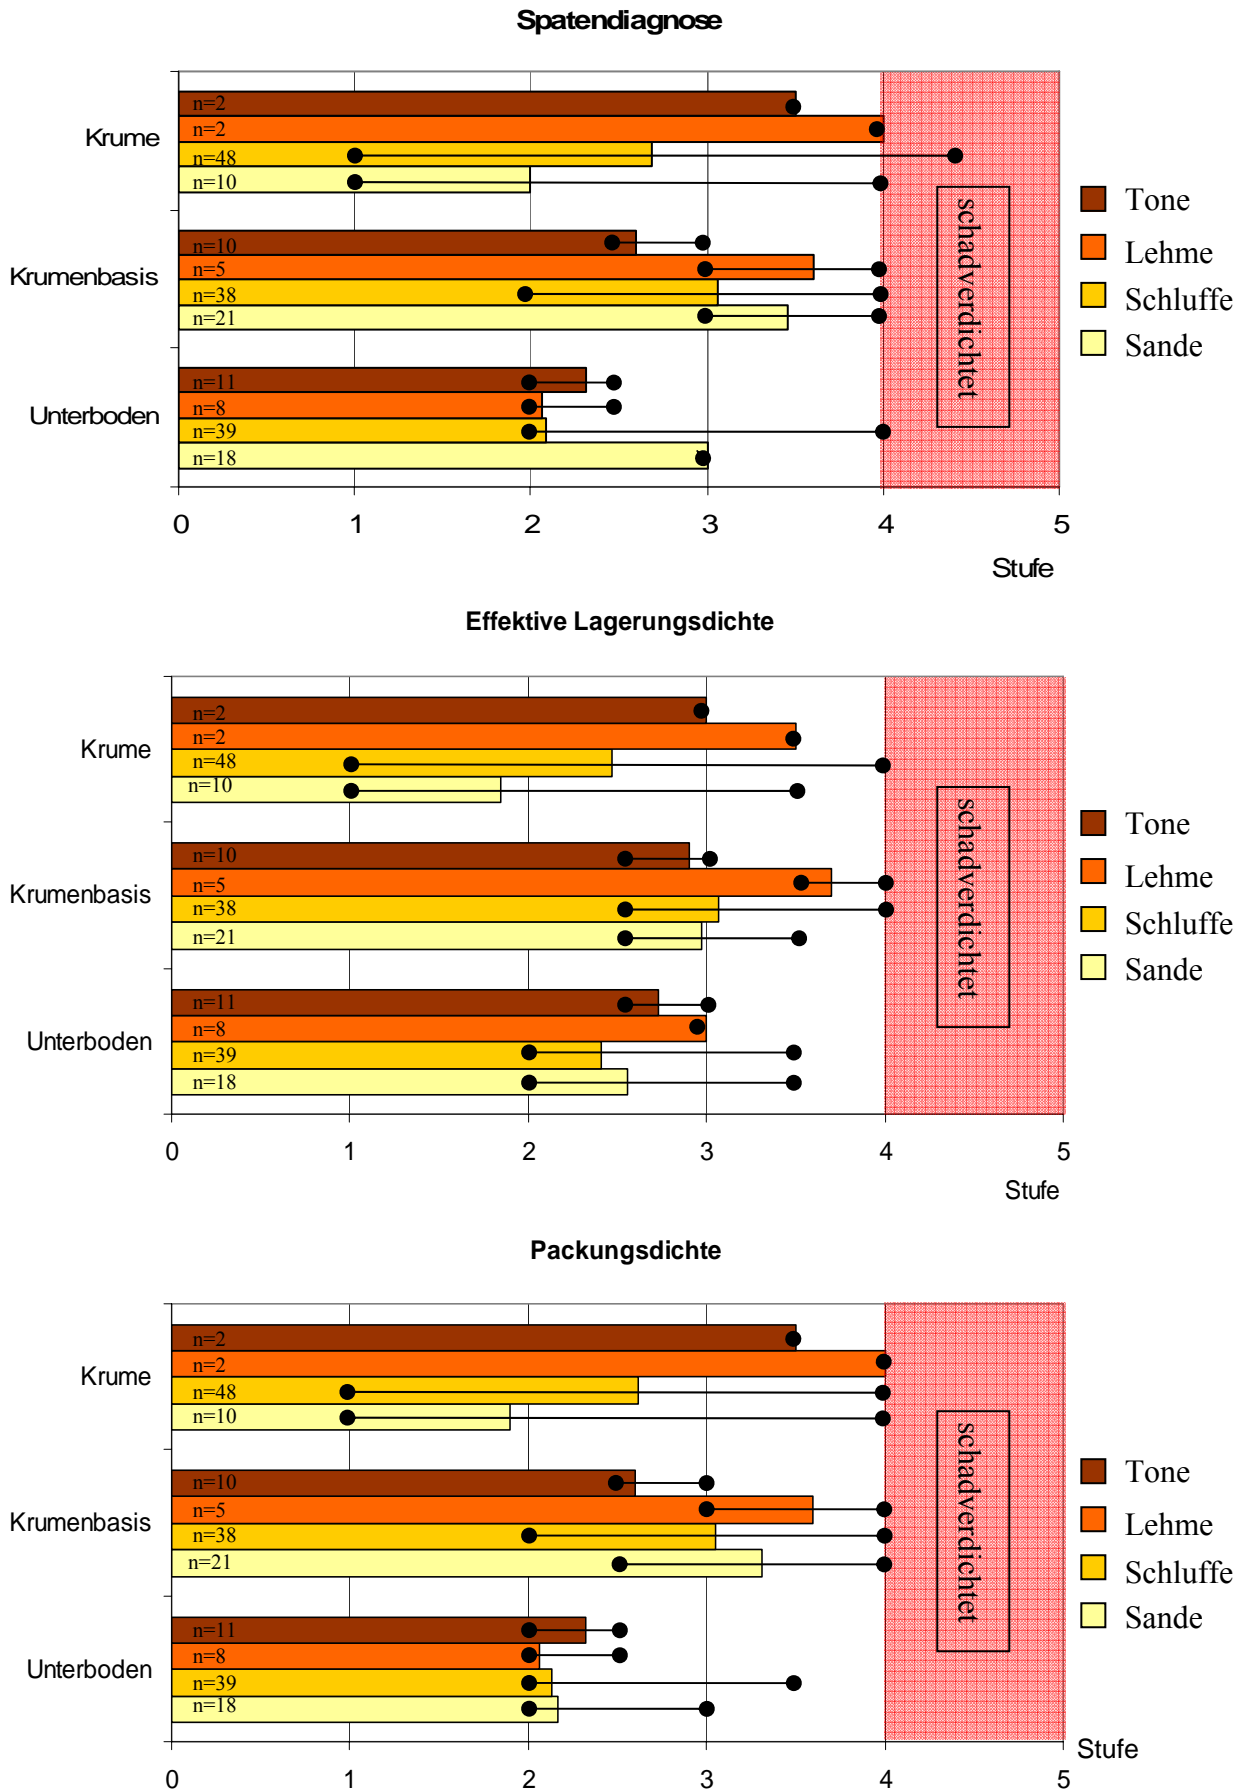 Spatendiagnose
n=2
Krume
n=2
n=48
n=10
n=10
Krumenbasis
n=5
n=38
n=21
n=11
Unterboden
n=8
n=39
n=18
0 1 2 3 4 5
Stufe
schadverdichtet
Tone
Lehme
Schluffe
Sande
Effektive Lagerungsdichte
n=2
n=2
Krume
n=48
n=10
n=10
Krumenbasis
n=5
n=38
n=21
n=11
n=8
Unterboden
n=39
n=18
0 1 2 3 4 5
Stufe
schadverdichtet
Tone
Lehme
Schluffe
Sande
Packungsdichte
n=2
n=2
Krume
n=48
n=10
n=10
n=5
Krumenbasis
n=38
n=21
n=11
n=8
Unterboden
n=39
n=18
0 1 2 3 4 5
Stufe
schadverdichtet
Tone
Lehme
Schluffe
Sande